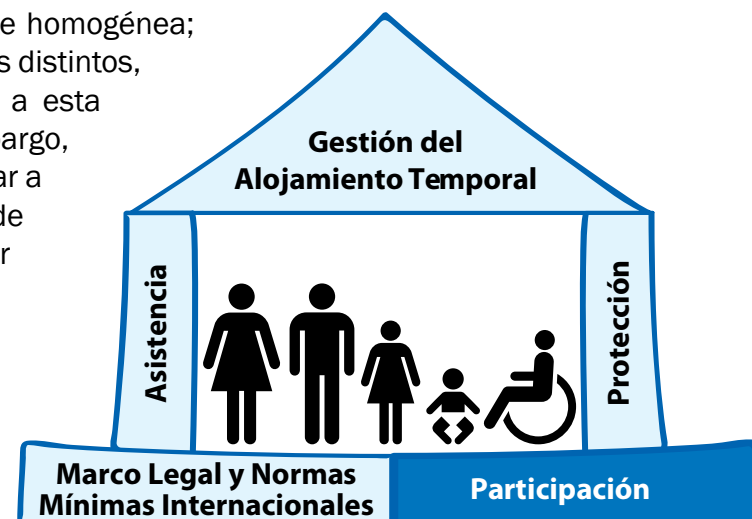 e homogénea;
s distintos,
a esta
argo,
ar a
de
r
Gestión del
Alojamiento Temporal
Asistencia
Protección
Marco Legal y Normas
Mínimas Internacionales
Participación